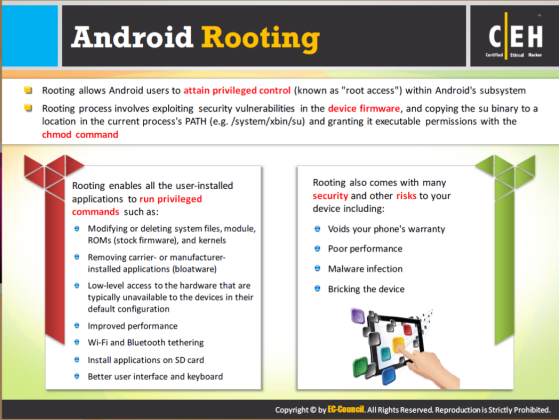 Android Rooting
C|EH
Certified Ethical Hacker
Rooting allows Android users to attain privileged control (known as "root access") within Android's subsystem
Rooting process involves exploiting security vulnerabilities in the device firmware, and copying the su binary to a
location in the current process's PATH (e.g. /system/xbin/su) and granting it executable permissions with the
chmod command
Rooting enables all the user-installed
applications to run privileged
commands such as:
Modifying or deleting system files, module,
ROMs (stock firmware), and kernels
Removing carrier- or manufacturer-
installed applications (bloatware)
Low-level access to the hardware that are
typically unavailable to the devices in their
default configuration
Improved performance
Wi-Fi and Bluetooth tethering
Install applications on SD card
Better user interface and keyboard
Rooting also comes with many
security and other risks to your
device including:
Voids your phone's warranty
Poor performance
Malware infection
Bricking the device
Copyright © by EC-Council. All Rights Reserved. Reproduction is Strictly Prohibited.